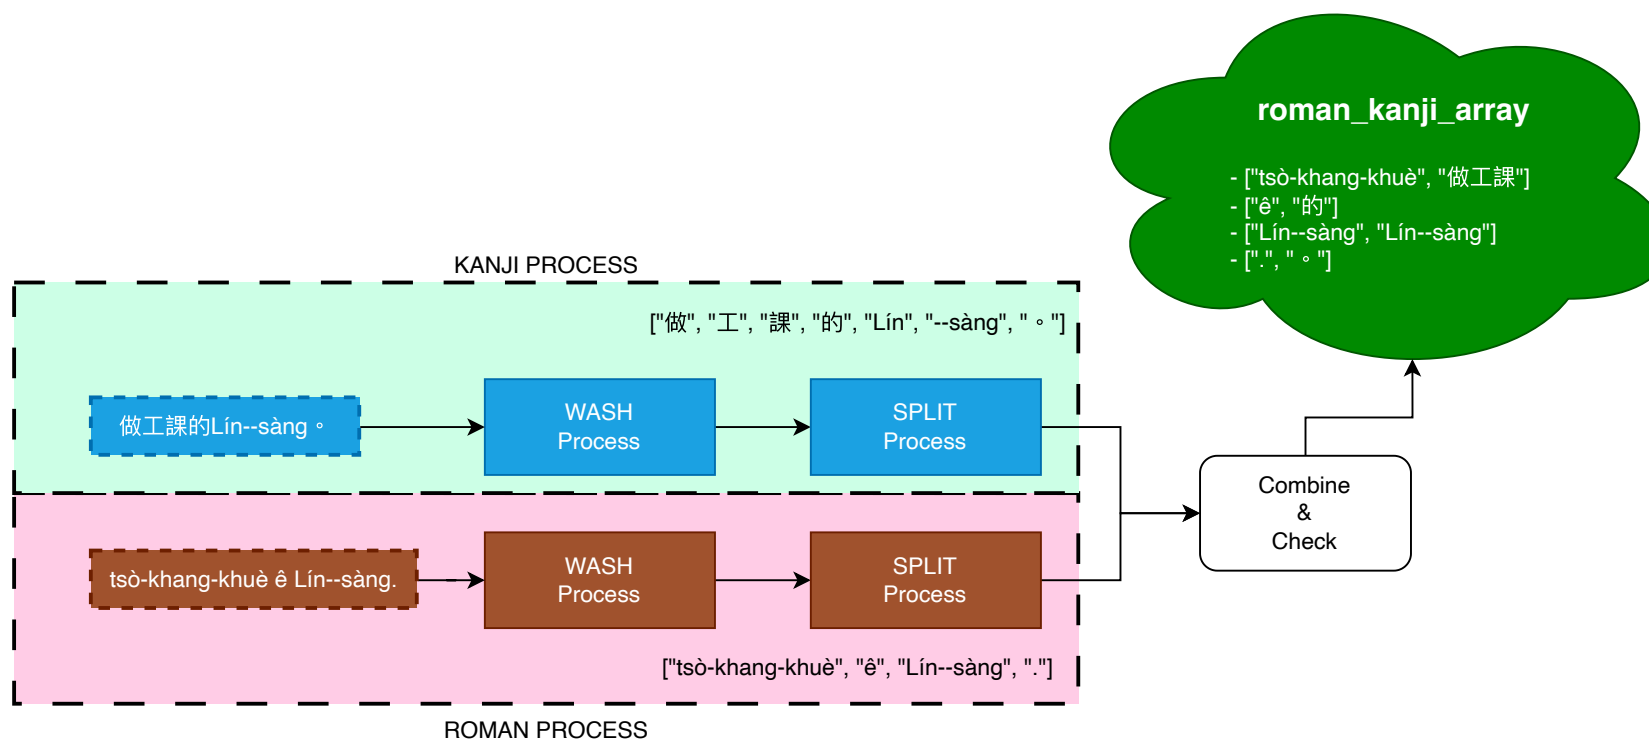 roman_kanji_array
- ["tsò-khang-khuè", "做工課"]
- ["ê", "的"]
- ["Lín--sàng", "Lín--sàng"]
- [".", "。"]
KANJI PROCESS
["做", "工", "課", "的", "Lín", "--sàng", "。"]
做工課的Lín--sàng。
WASH
Process
SPLIT
Process
Combine
&
Check
tsò-khang-khuè ê Lín--sàng.
WASH
Process
SPLIT
Process
["tsò-khang-khuè", "ê", "Lín--sàng", "."]
ROMAN PROCESS